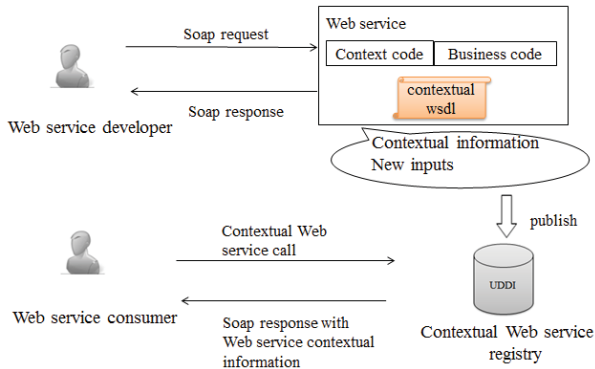 Web service
Soap request
Context code
Business code
contextual
wsdl
Soap response
Web service developer
Contextual information
New inputs
publish
Contextual Web
service call
UDDI
Web service consumer
Soap response with
Web service contextual
information
Contextual Web service
registry